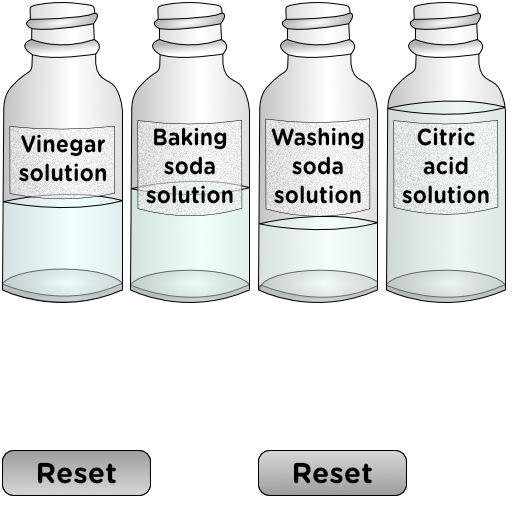 Vinegar
solution
Baking
soda
solution
Washing
soda
solution
Citric
acid
solution
Reset
Reset